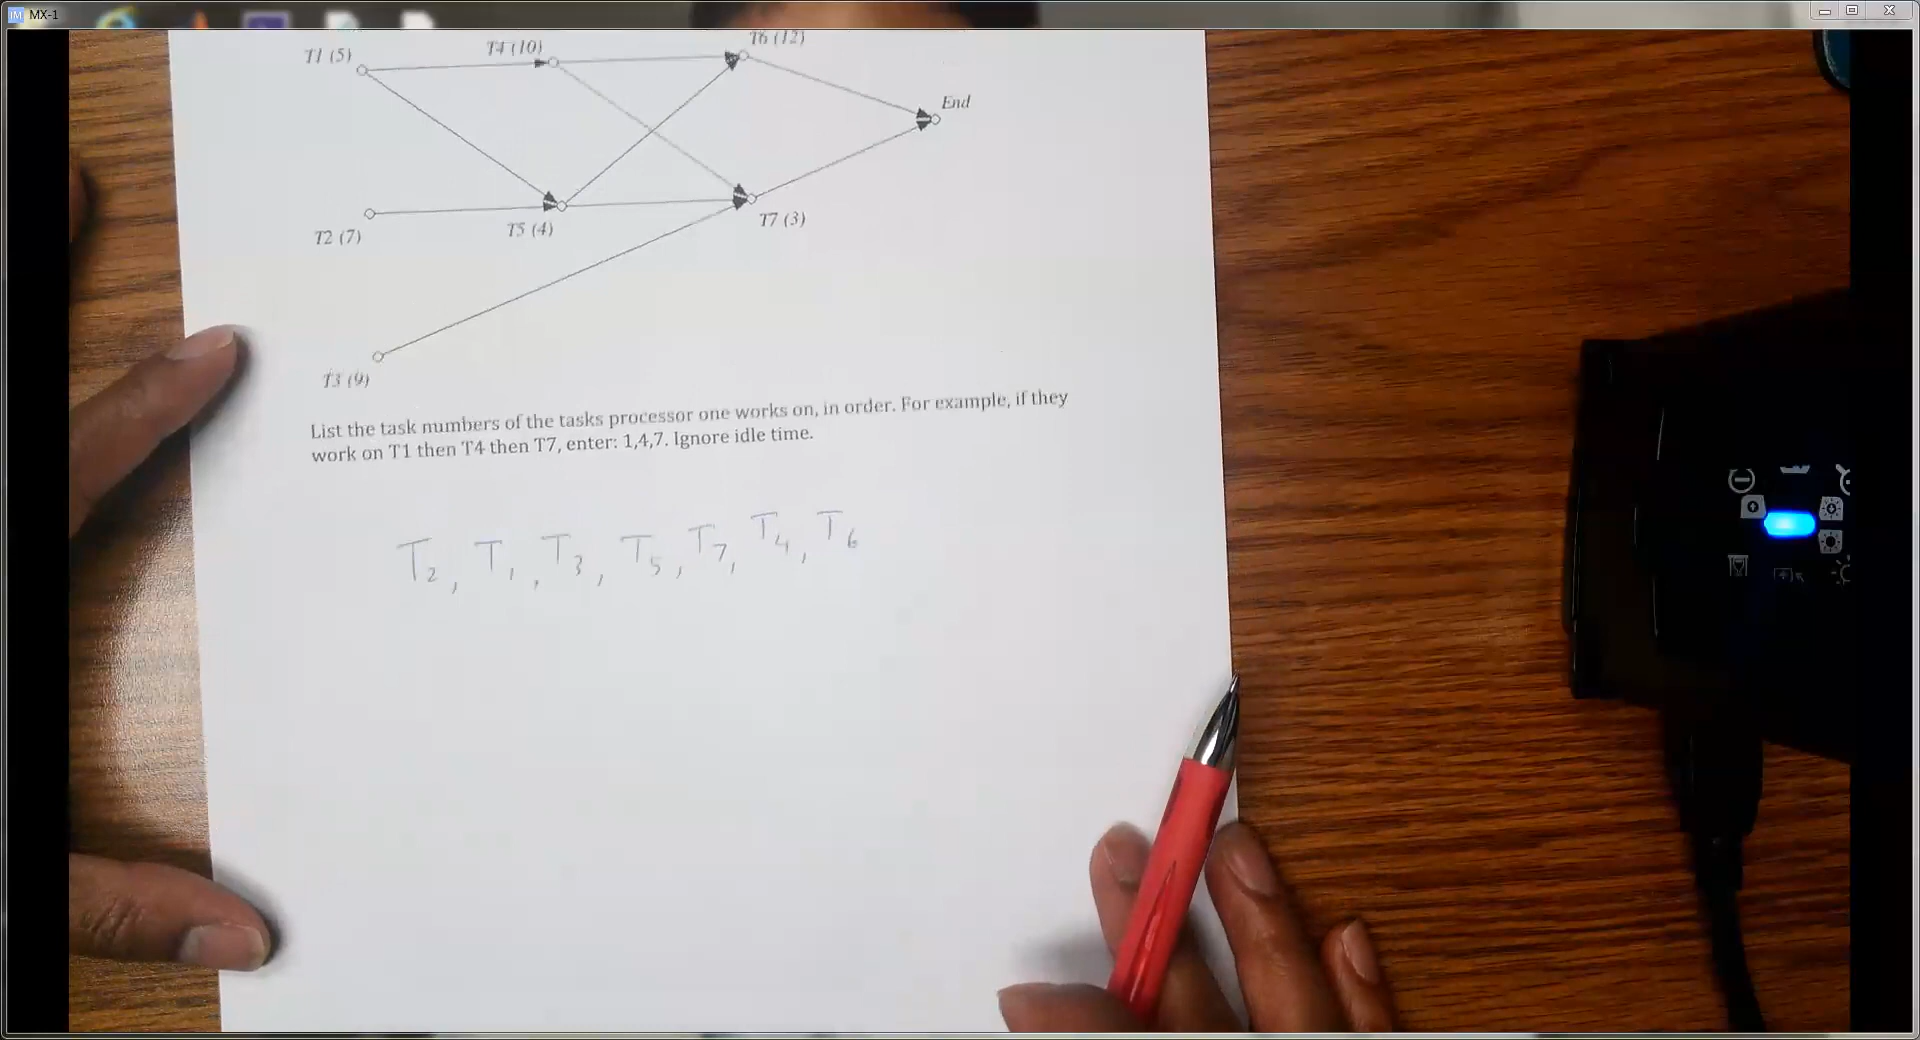 MX-1
T1 (5)
T4 (10)
T6 (12)
End
T2 (7)
T5 (4)
T7 (3)
T3 (9)
List the task numbers of the tasks processor one works on, in order. For example, if they
work on T1 then T4 then T7, enter: 1,4,7. Ignore idle time.
T2, T1, T3, T5, T7, T4, T6